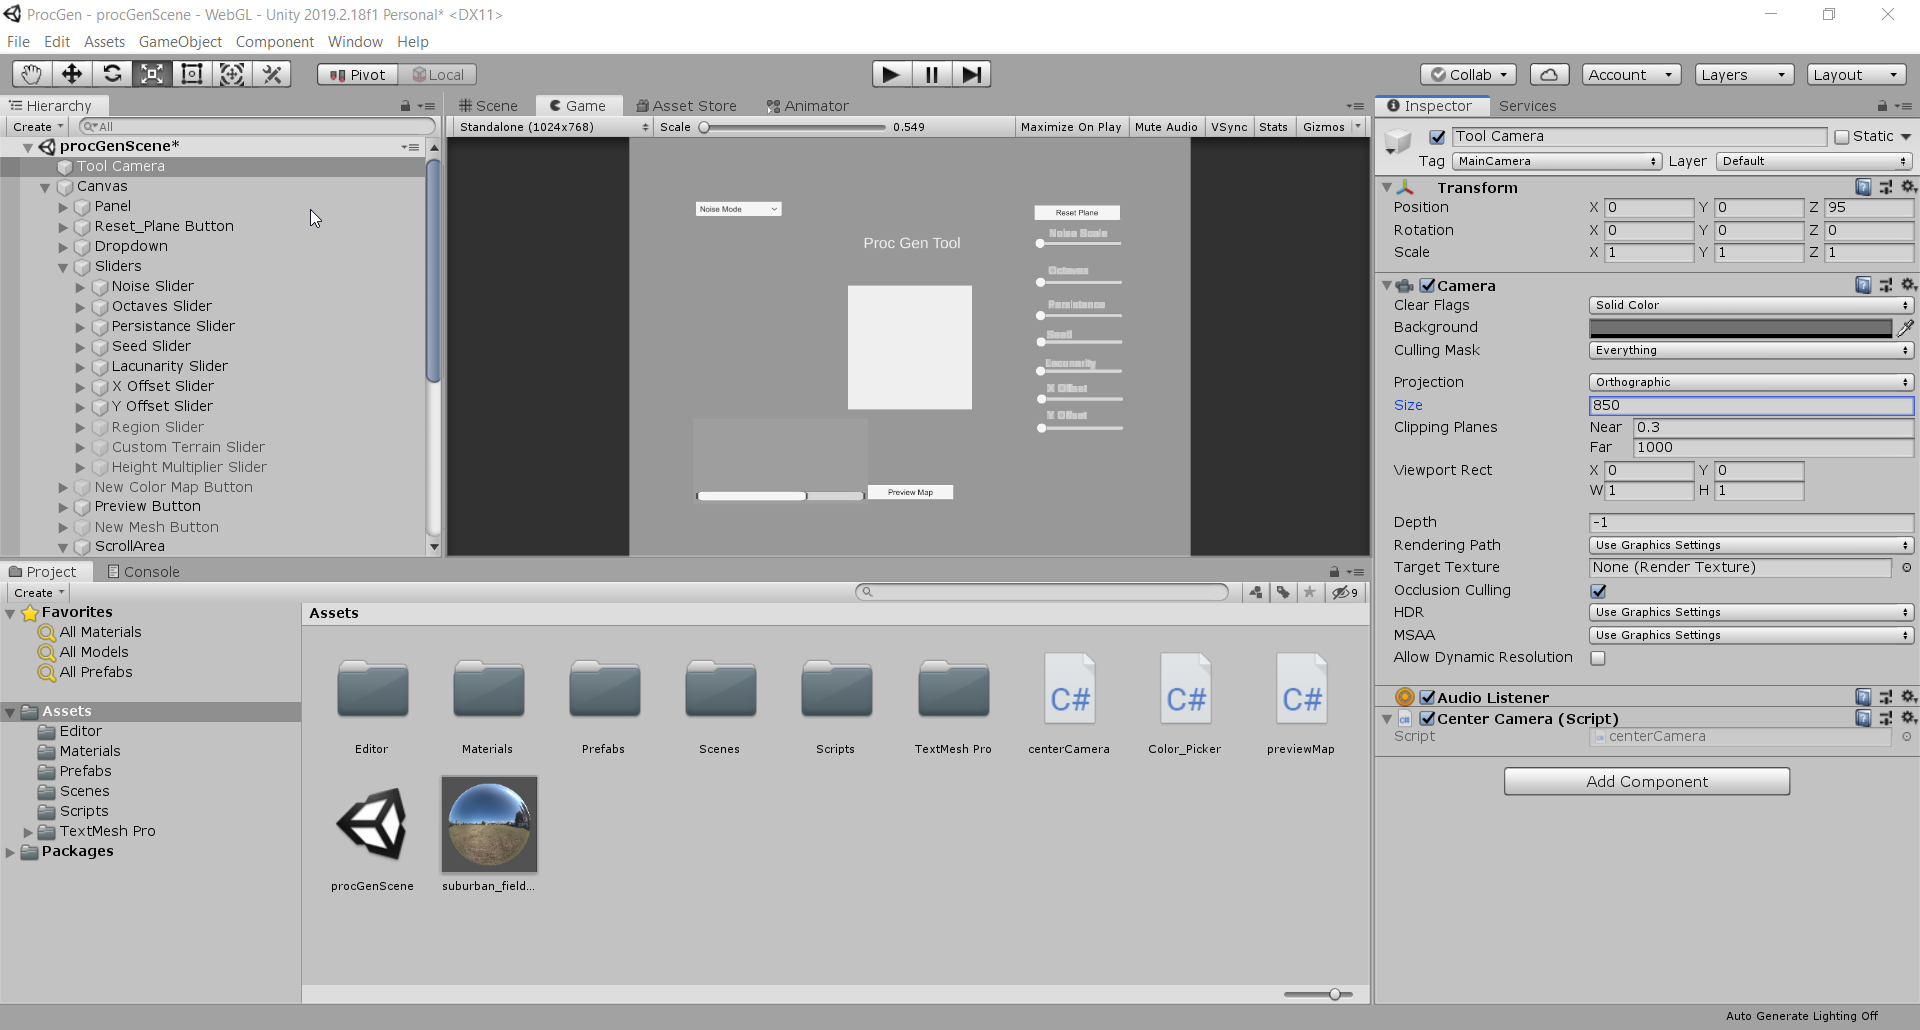 ProcGen - procGenScene - WebGL - Unity 2019.2.18f1 Personal* <DX11>
File Edit Assets GameObject Component Window Help
Pivot Local
Collab Account Layers Layout
Hierarchy
Create All
procGenScene*
Tool Camera
Canvas
Panel
Reset_Plane Button
Dropdown
Sliders
Noise Slider
Octaves Slider
Persistance Slider
Seed Slider
Lacunarity Slider
X Offset Slider
Y Offset Slider
Region Slider
Custom Terrain Slider
Height Multiplier Slider
New Color Map Button
Preview Button
New Mesh Button
ScrollArea
Scene Game Asset Store Animator
Standalone (1024x768) Scale 0.549 Maximize On Play Mute Audio VSync Stats Gizmos
Noise Mode
Proc Gen Tool
Reset Plane
Noise Scale
Octaves
Persistance
Seed
Lacunarity
X Offset
Y Offset
Preview Map
Project Console
Create
9
Favorites
All Materials
All Models
All Prefabs
Assets
Editor
Materials
Prefabs
Scenes
Scripts
TextMesh Pro
Packages
Assets
Editor Materials Prefabs Scenes Scripts TextMesh Pro centerCamera Color_Picker previewMap
C# C# C#
procGenScene suburban_field...
Inspector Services
Tool Camera Static
Tag MainCamera Layer Default
Transform
Position X 0 Y 0 Z 95
Rotation X 0 Y 0 Z 0
Scale X 1 Y 1 Z 1
Camera
Clear Flags Solid Color
Background
Culling Mask Everything
Projection Orthographic
Size 850
Clipping Planes Near 0.3
Far 1000
Viewport Rect X 0 Y 0
W 1 H 1
Depth -1
Rendering Path Use Graphics Settings
Target Texture None (Render Texture)
Occlusion Culling
HDR Use Graphics Settings
MSAA Use Graphics Settings
Allow Dynamic Resolution
Audio Listener
Center Camera (Script)
Script centerCamera
Add Component
Auto Generate Lighting Off